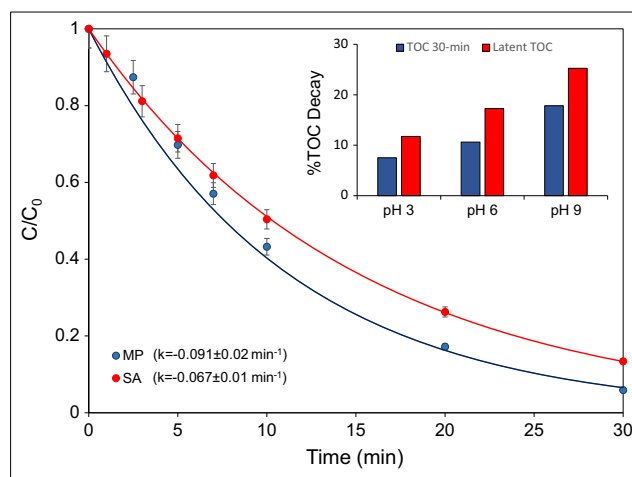 1
0.8
0.6
0.4
0.2
0
C/C0
0
5
10
15
20
25
30
Time (min)
MP (k=-0.091±0.02 min-1)
SA (k=-0.067±0.01 min-1)
TOC 30-min
Latent TOC
30
20
10
0
%TOC Decay
pH 3
pH 6
pH 9